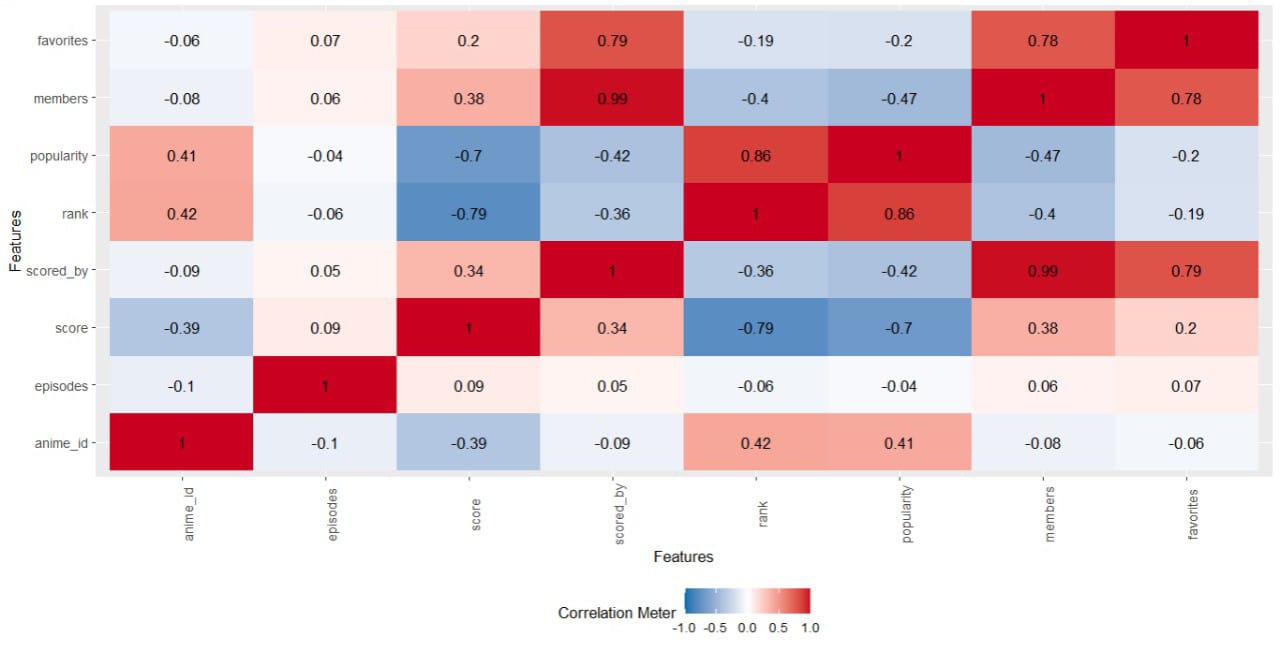 favorites -0.06 0.07 0.2 0.79 -0.19 -0.2 0.78 1
members -0.08 0.06 0.38 0.99 -0.4 -0.47 1 0.78
popularity 0.41 -0.04 -0.7 -0.42 0.86 1 -0.47 -0.2
rank 0.42 -0.06 -0.79 -0.36 1 0.86 -0.4 -0.19
Features
scored_by -0.09 0.05 0.34 1 -0.36 -0.42 0.99 0.79
score -0.39 0.09 1 0.34 -0.79 -0.7 0.38 0.2
episodes -0.1 1 0.09 0.05 -0.06 -0.04 0.06 0.07
anime_id 1 -0.1 -0.39 -0.09 0.42 0.41 -0.08 -0.06
anime_id episodes score scored_by rank popularity members favorites
Features
Correlation Meter
-1.0 -0.5 0.0 0.5 1.0